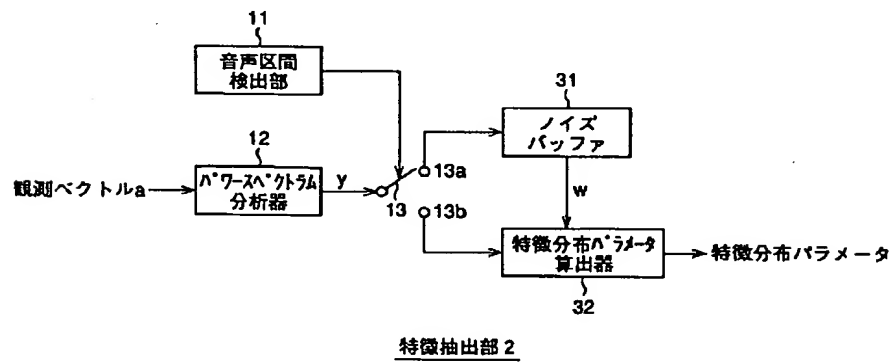 11
音声区間
検出部
12
パワースペクトラム
分析器
観測ベクトルa
y
13
13a
13b
31
ノイズ
バッファ
w
特徴分布パラメータ
算出器
32
特徴分布パラメータ
特徴抽出部2